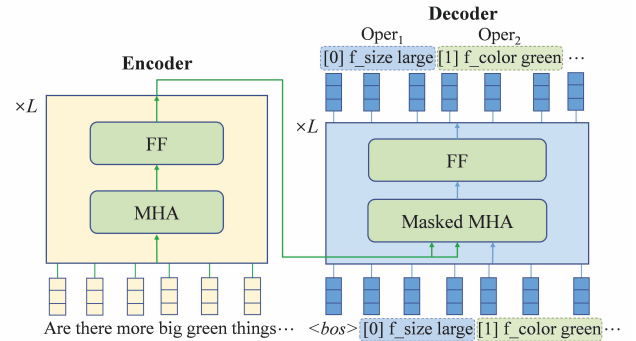 Decoder
Oper1 Oper2
[0] f_size large [1] f_color green ···
Encoder
×L
FF
MHA
Are there more big green things···
×L
FF
Masked MHA
<bos> [0] f_size large [1] f_color green ···